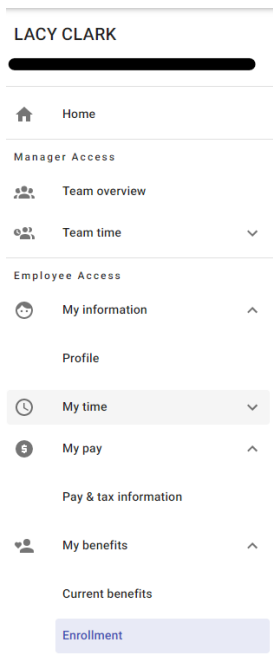 LACY CLARK
Home
Manager Access
Team overview
Team time
Employee Access
My information
Profile
My time
My pay
Pay & tax information
My benefits
Current benefits
Enrollment